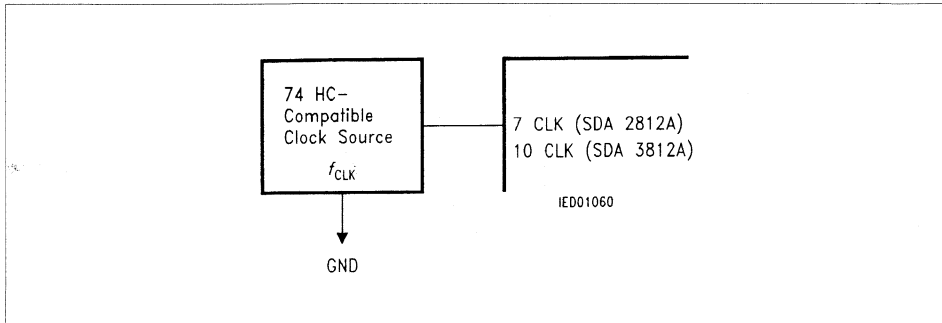 74 HC-
Compatible
Clock Source
fCLK
GND
7 CLK (SDA 2812A)
10 CLK (SDA 3812A)
IED01060